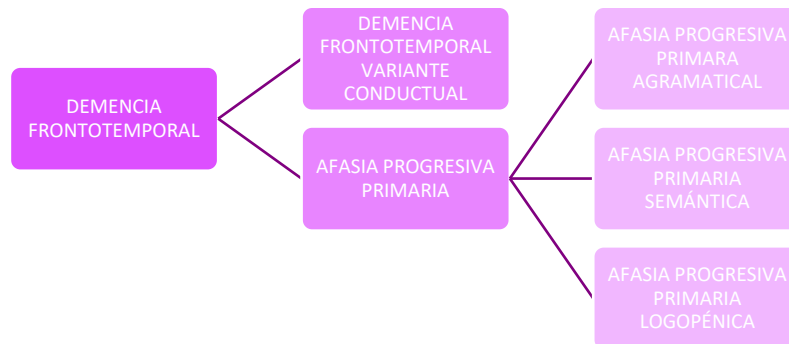 DEMENCIA
FRONTOTEMPORAL
DEMENCIA
FRONTOTEMPORAL
VARIANTE
CONDUCTUAL
AFASIA PROGRESIVA
PRIMARIA
AFASIA PROGRESIVA
PRIMARA
AGRAMATICAL
AFASIA PROGRESIVA
PRIMARIA
SEMÁNTICA
AFASIA PROGRESIVA
PRIMARIA
LOGOPÉNICA